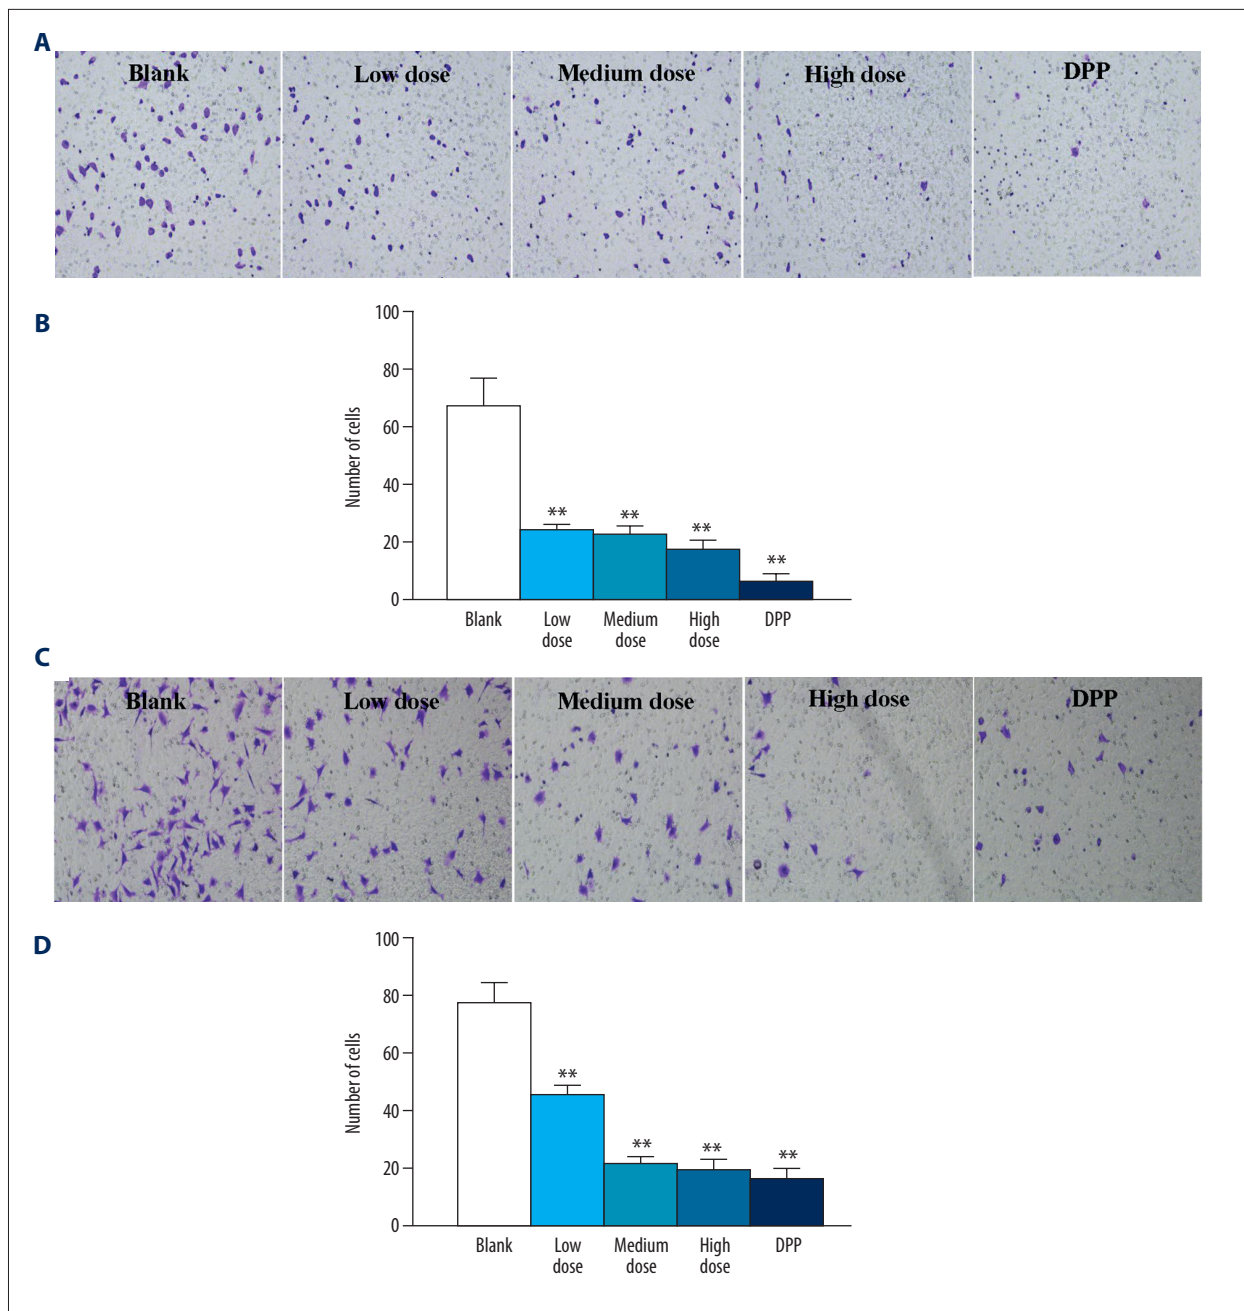 A
Blank Low dose Medium dose High dose DPP
B
100
80
60
40
20
0
Number of cells
**
**
**
**
Blank Low Medium High DPP
dose dose dose
C
Blank Low dose Medium dose High dose DPP
D
100
80
60
40
20
0
Number of cells
**
**
**
**
Blank Low Medium High DPP
dose dose dose